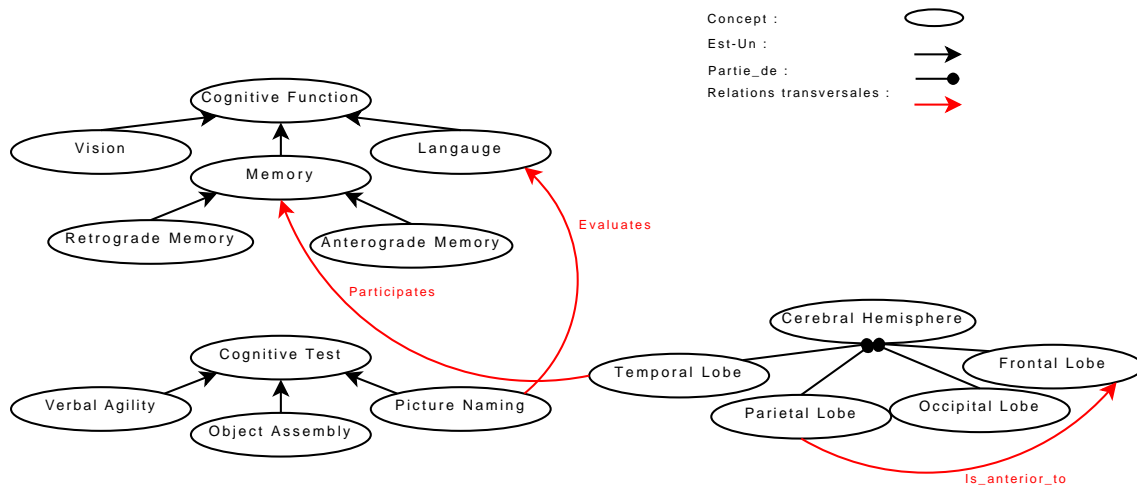 Concept :
Est-Un :
Partie_de :
Relations transversales :
Cognitive Function
Vision
Langauge
Memory
Retrograde Memory
Anterograde Memory
Evaluates
Participates
Cognitive Test
Verbal Agility
Picture Naming
Object Assembly
Cerebral Hemisphere
Temporal Lobe
Frontal Lobe
Parietal Lobe
Occipital Lobe
Is_anterior_to